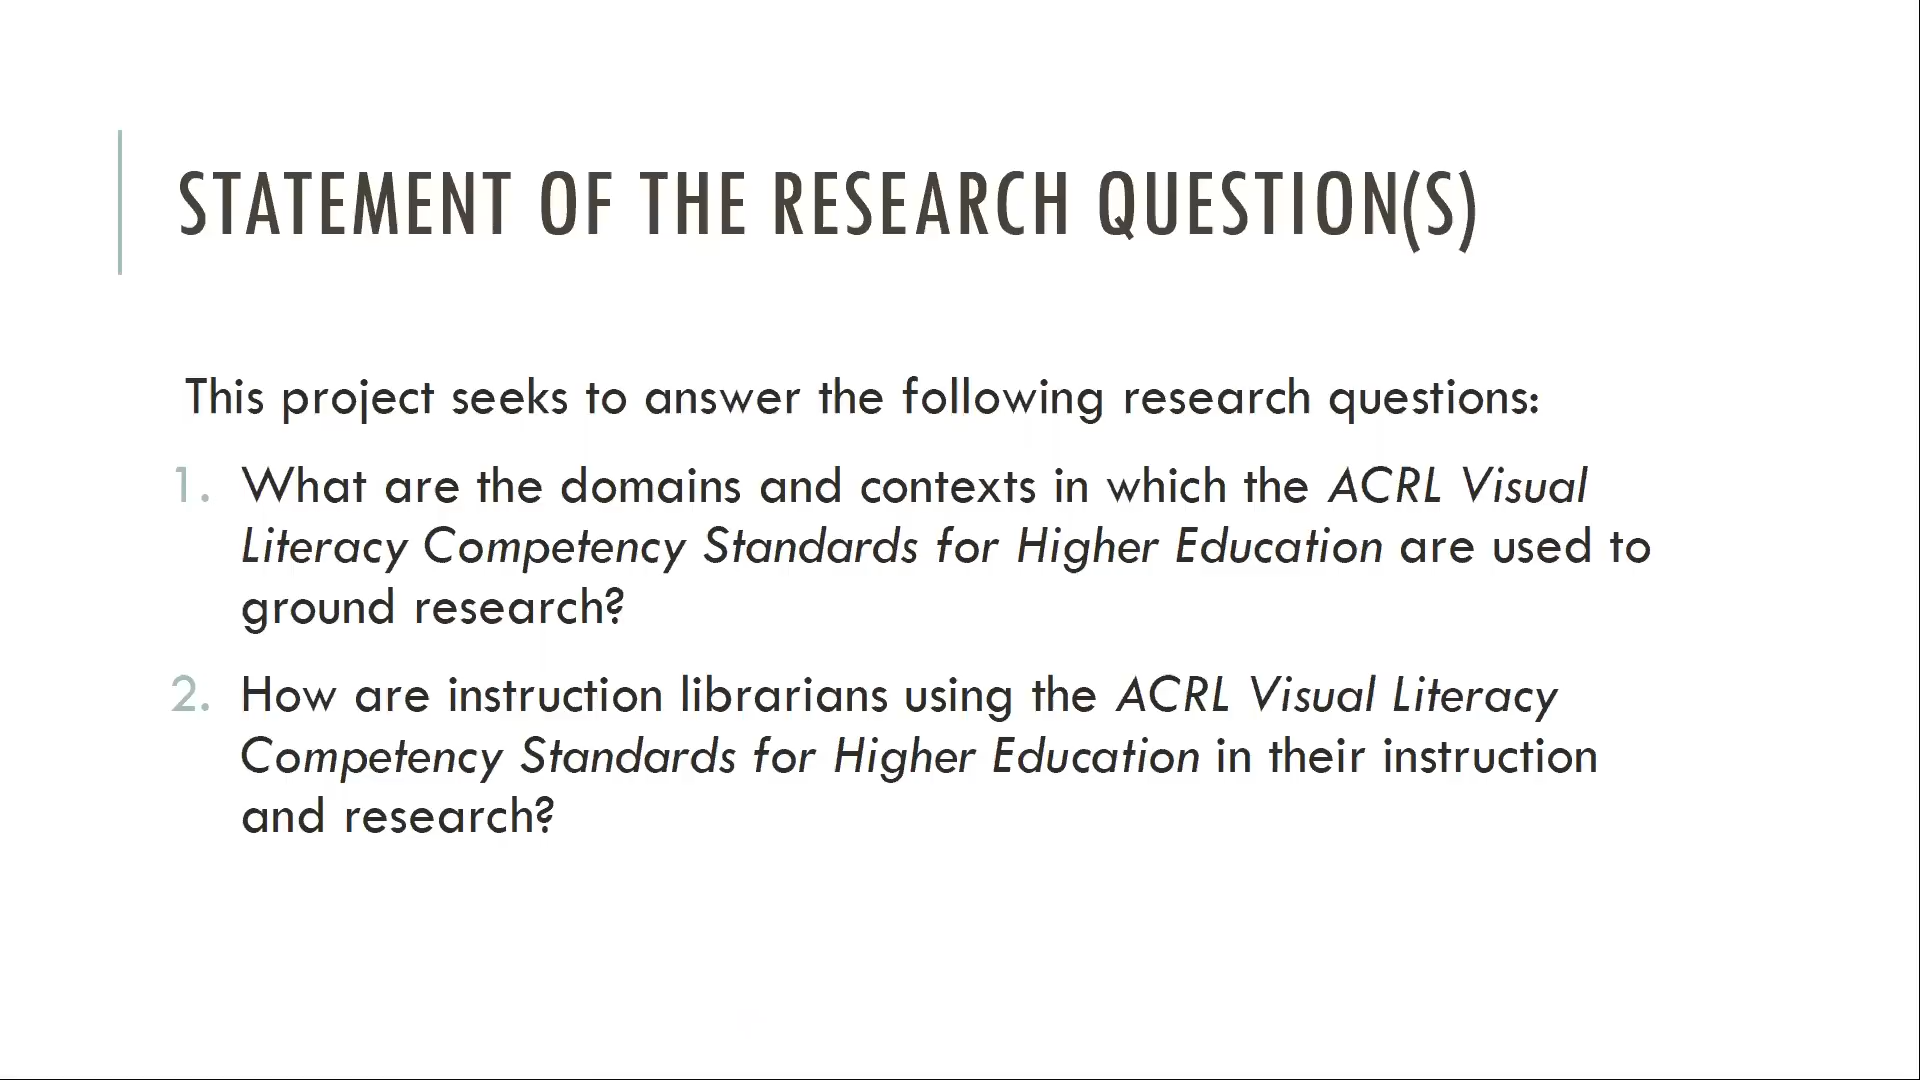 STATEMENT OF THE RESEARCH QUESTION(S)
This project seeks to answer the following research questions:
1. What are the domains and contexts in which the ACRL Visual
Literacy Competency Standards for Higher Education are used to
ground research?
2. How are instruction librarians using the ACRL Visual Literacy
Competency Standards for Higher Education in their instruction
and research?